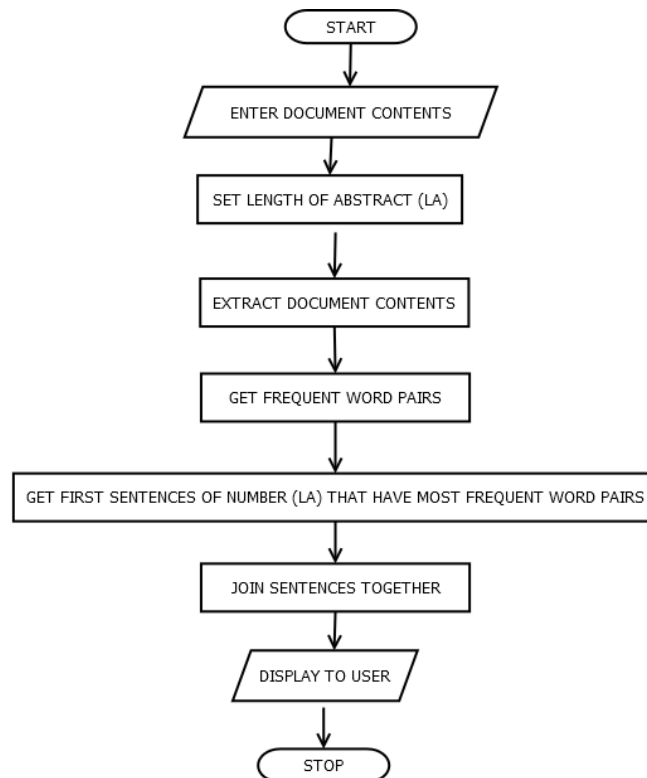 START
ENTER DOCUMENT CONTENTS
SET LENGTH OF ABSTRACT (LA)
EXTRACT DOCUMENT CONTENTS
GET FREQUENT WORD PAIRS
GET FIRST SENTENCES OF NUMBER (LA) THAT HAVE MOST FREQUENT WORD PAIRS
JOIN SENTENCES TOGETHER
DISPLAY TO USER
STOP